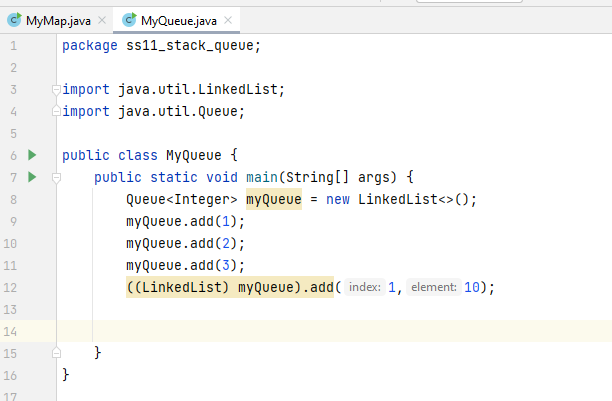 MyMap.java × MyQueue.java ×
1 package ss11_stack_queue;
2
3 import java.util.LinkedList;
4 import java.util.Queue;
5
6 public class MyQueue {
7 public static void main(String[] args) {
8 Queue<Integer> myQueue = new LinkedList<>();
9 myQueue.add(1);
10 myQueue.add(2);
11 myQueue.add(3);
12 ((LinkedList) myQueue).add( index: 1, element: 10);
13
14
15 }
16 }
17